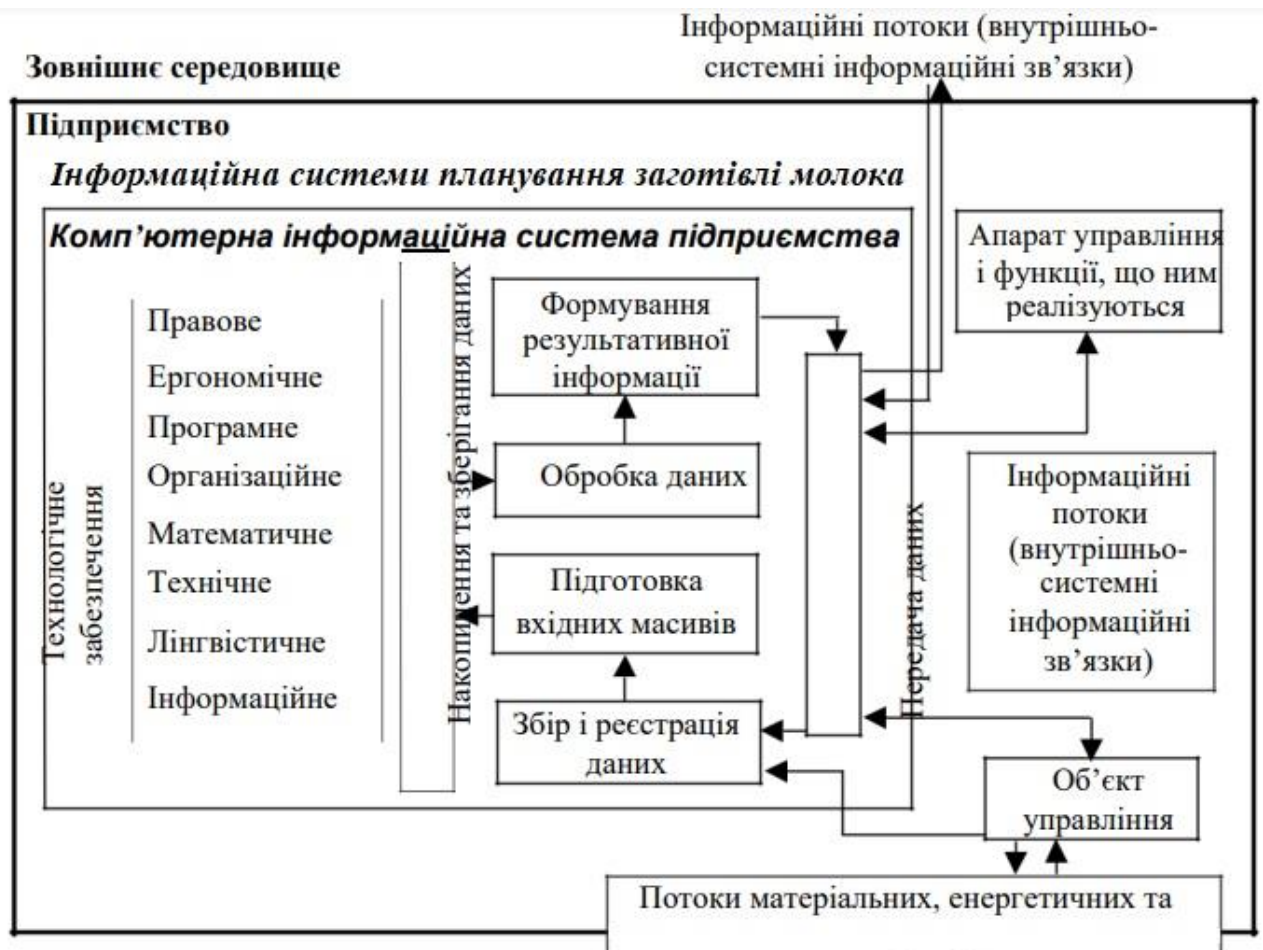 Інформаційні потоки (внутрішньо-
системні інформаційні зв’язки)
Зовнішнє середовище
Підприємство
Інформаційна системи планування заготівлі молока
Комп’ютерна інформаційна система підприємства
Технологічне
забезпечення
Правове
Ергономічне
Програмне
Організаційне
Математичне
Технічне
Лінгвістичне
Інформаційне
Накопичення та зберігання даних
Формування
результативної
інформації
Обробка даних
Підготовка
вхідних масивів
Збір і реєстрація
даних
Передача даних
Апарат управління
і функції, що ним
реалізуються
Інформаційні
потоки
(внутрішньо-
системні
інформаційні
зв’язки)
Об’єкт
управління
Потоки матеріальних, енергетичних та